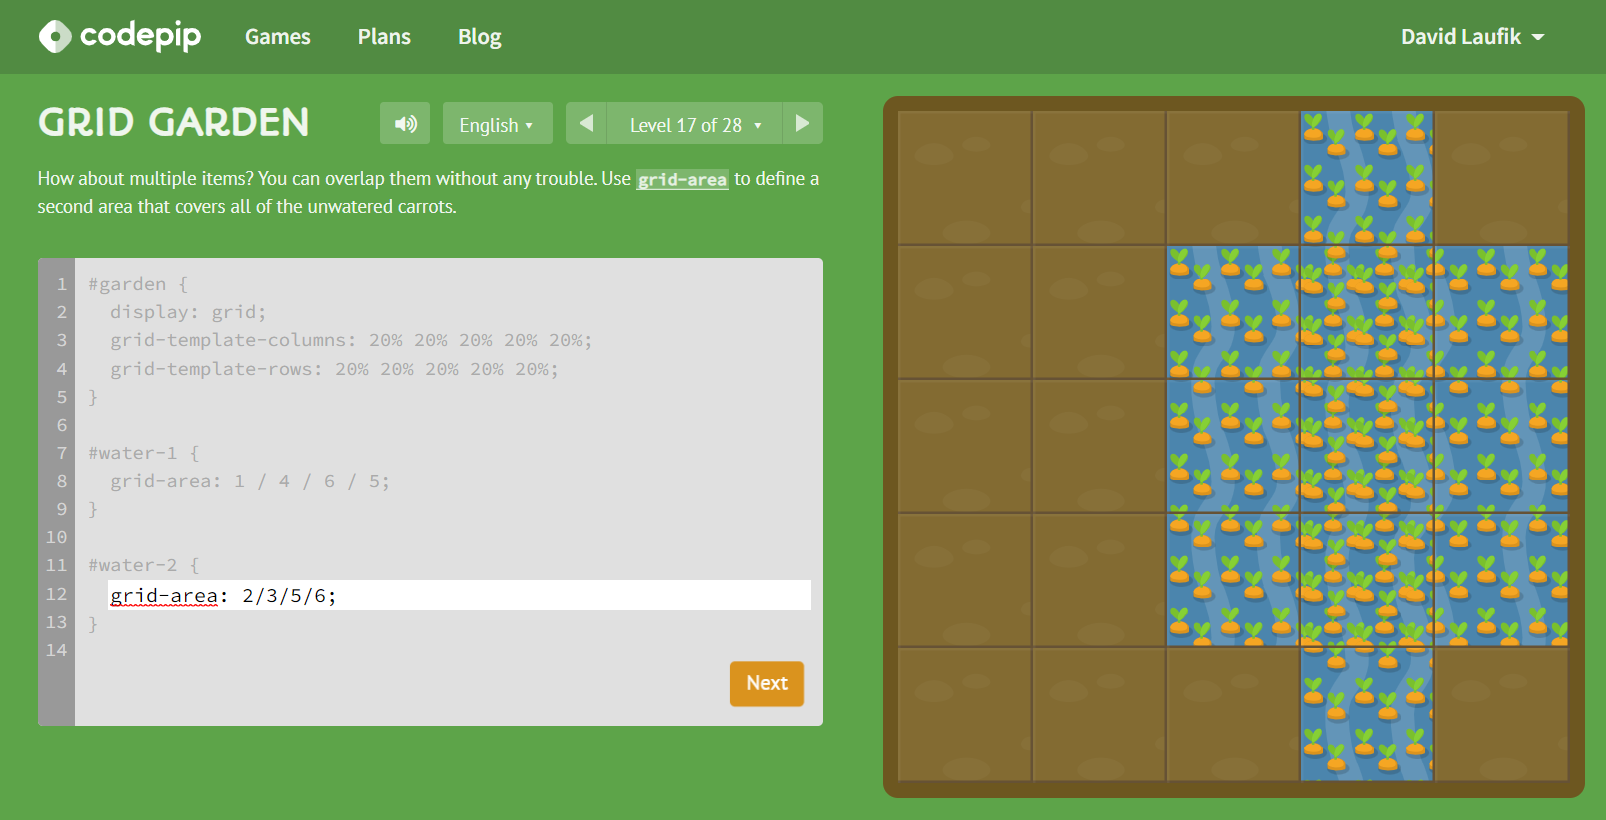 codepip Games Plans Blog David Laufik
GRID GARDEN
English
Level 17 of 28
How about multiple items? You can overlap them without any trouble. Use grid-area to define a
second area that covers all of the unwatered carrots.
1 #garden {
2 display: grid;
3 grid-template-columns: 20% 20% 20% 20% 20%;
4 grid-template-rows: 20% 20% 20% 20% 20%;
5 }
6
7 #water-1 {
8 grid-area: 1 / 4 / 6 / 5;
9 }
10
11 #water-2 {
12 grid-area: 2/3/5/6;
13 }
14
Next